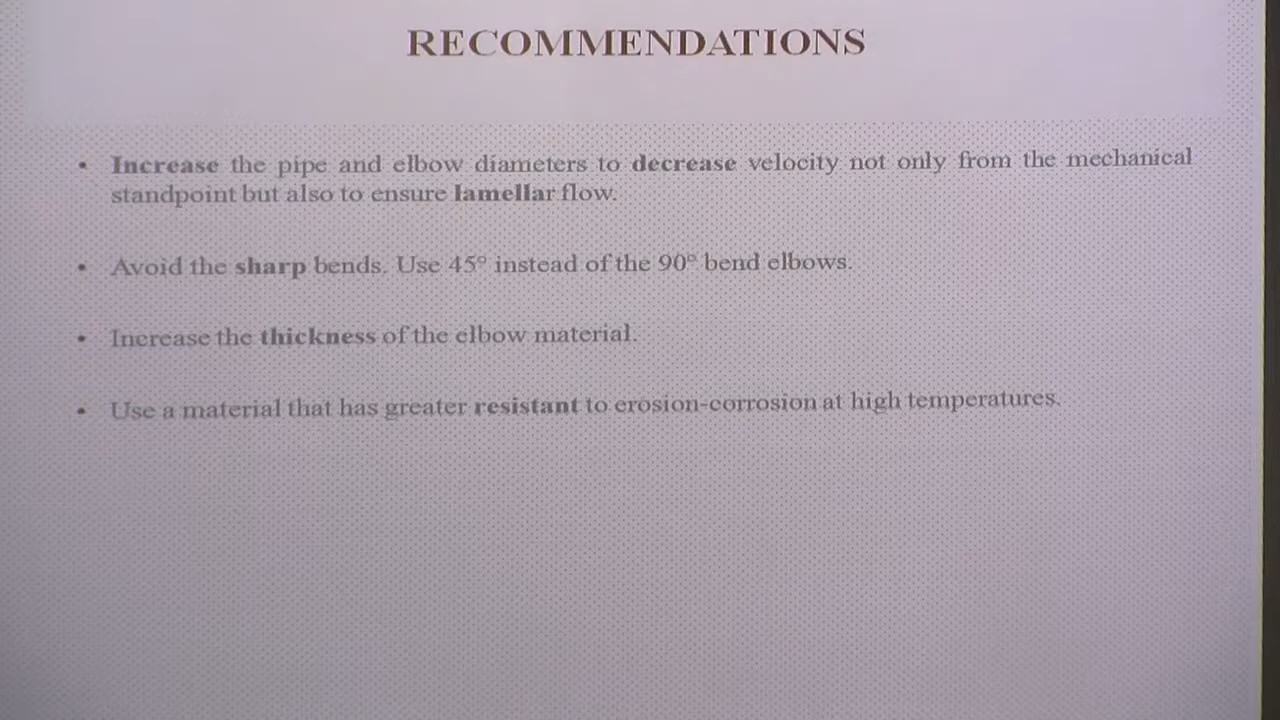 RECOMMENDATIONS
• Increase the pipe and elbow diameters to decrease velocity not only from the mechanical
standpoint but also to ensure lamellar flow.
• Avoid the sharp bends. Use 45° instead of the 90° bend elbows.
• Increase the thickness of the elbow material.
• Use a material that has greater resistant to erosion-corrosion at high temperatures.